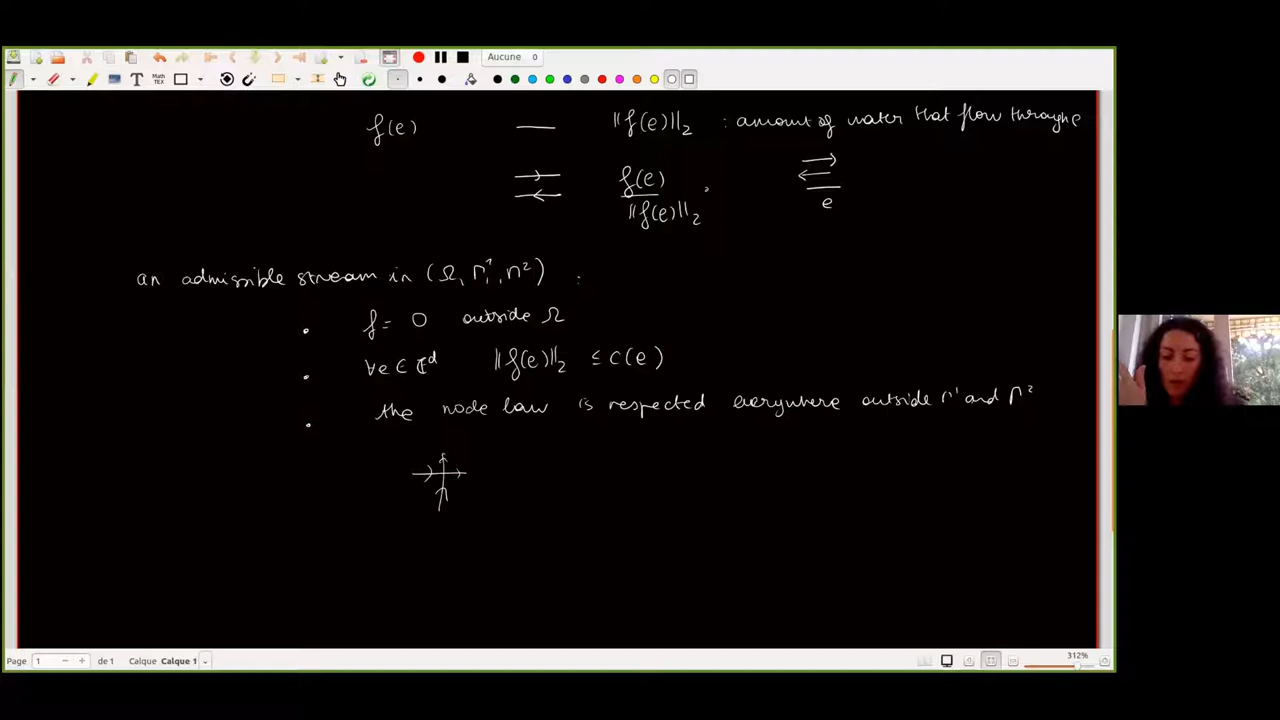 Aucune 0
T Math TEX
f(e) — ‖f(e)‖₂ : amount of water that flow through e
f(e) / ‖f(e)‖₂ .
e
an admissible stream in (Ω, Γ¹, Γ²) :
• f = 0 outside Ω
• ∀e ∈ 𝔼ᵈ ‖f(e)‖₂ ≤ c(e)
• the node law is respected everywhere outside Γ¹ and Γ²
Page 1 de 1 Calque Calque 1 312%